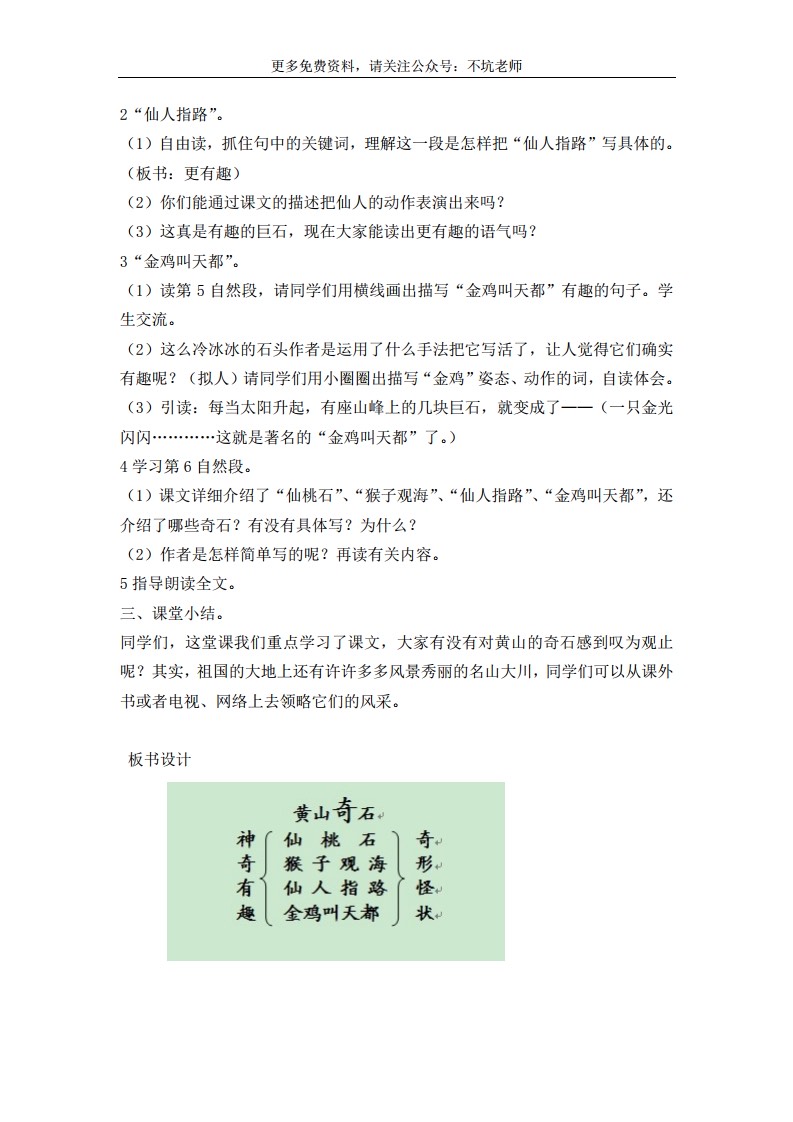 更多免费资料，请关注公众号：不坑老师
2“仙人指路”。
（1）自由读，抓住句中的关键词，理解这一段是怎样把“仙人指路”写具体的。
（板书：更有趣）
（2）你们能通过课文的描述把仙人的动作表演出来吗？
（3）这真是有趣的巨石，现在大家能读出更有趣的语气吗？
3“金鸡叫天都”。
（1）读第 5 自然段，请同学们用横线画出描写“金鸡叫天都”有趣的句子。学
生交流。
（2）这么冷冰冰的石头作者是运用了什么手法把它写活了，让人觉得它们确实
有趣呢？（拟人）请同学们用小圈圈出描写“金鸡”姿态、动作的词，自读体会。
（3）引读：每当太阳升起，有座山峰上的几块巨石，就变成了——（一只金光
闪闪…………这就是著名的“金鸡叫天都”了。）
4 学习第 6 自然段。
（1）课文详细介绍了“仙桃石”、“猴子观海”、“仙人指路”、“金鸡叫天都”，还
介绍了哪些奇石？有没有具体写？为什么？
（2）作者是怎样简单写的呢？再读有关内容。
5 指导朗读全文。
三、课堂小结。
同学们，这堂课我们重点学习了课文，大家有没有对黄山的奇石感到叹为观止
呢？其实，祖国的大地上还有许许多多风景秀丽的名山大川，同学们可以从课外
书或者电视、网络上去领略它们的风采。
板书设计
黄山奇石
神 仙 桃 石 奇
奇 猴 子 观 海 形
有 仙 人 指 路 怪
趣 金鸡叫天都 状